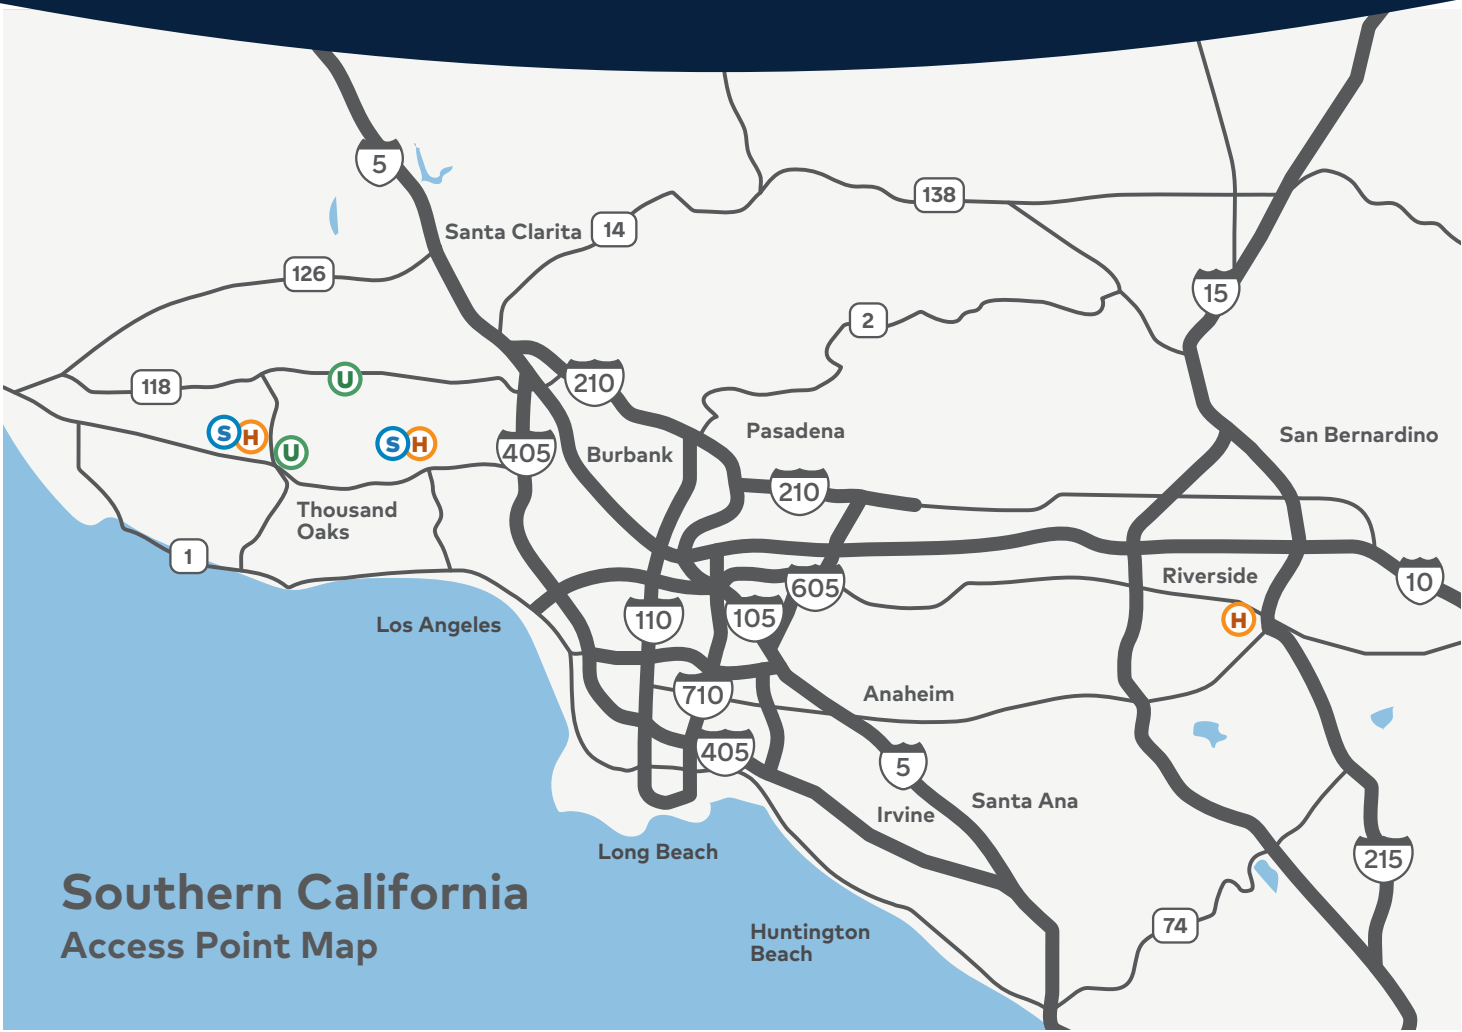 5
Santa Clarita
14
138
126
15
2
118
U
210
S
H
U
S
H
405
Burbank
Pasadena
San Bernardino
210
Thousand
Oaks
1
605
Riverside
10
Los Angeles
110
105
H
710
Anaheim
405
5
Irvine
Santa Ana
Long Beach
215
Southern California
Access Point Map
Huntington
Beach
74